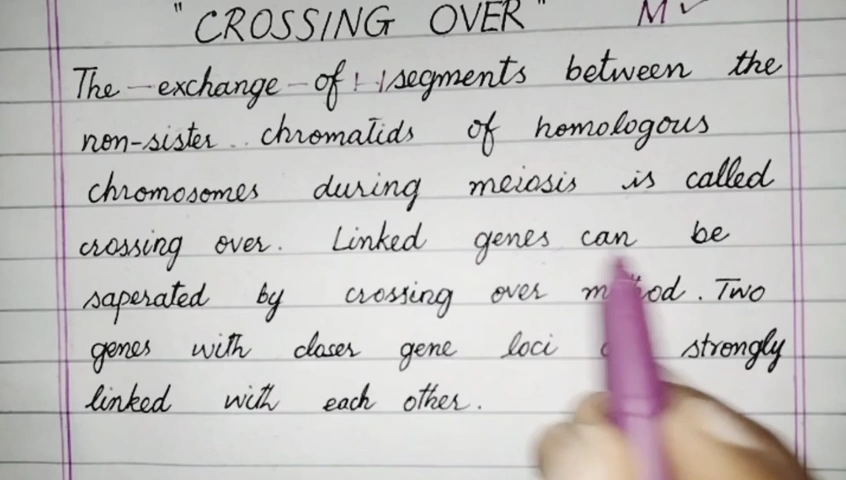 "CROSSING OVER" M
The exchange of segments between the
non-sister chromatids of homologous
chromosomes during meiosis is called
crossing over. Linked genes can be
saperated by crossing over . Two
genes with closer gene loci strongly
linked with each other.